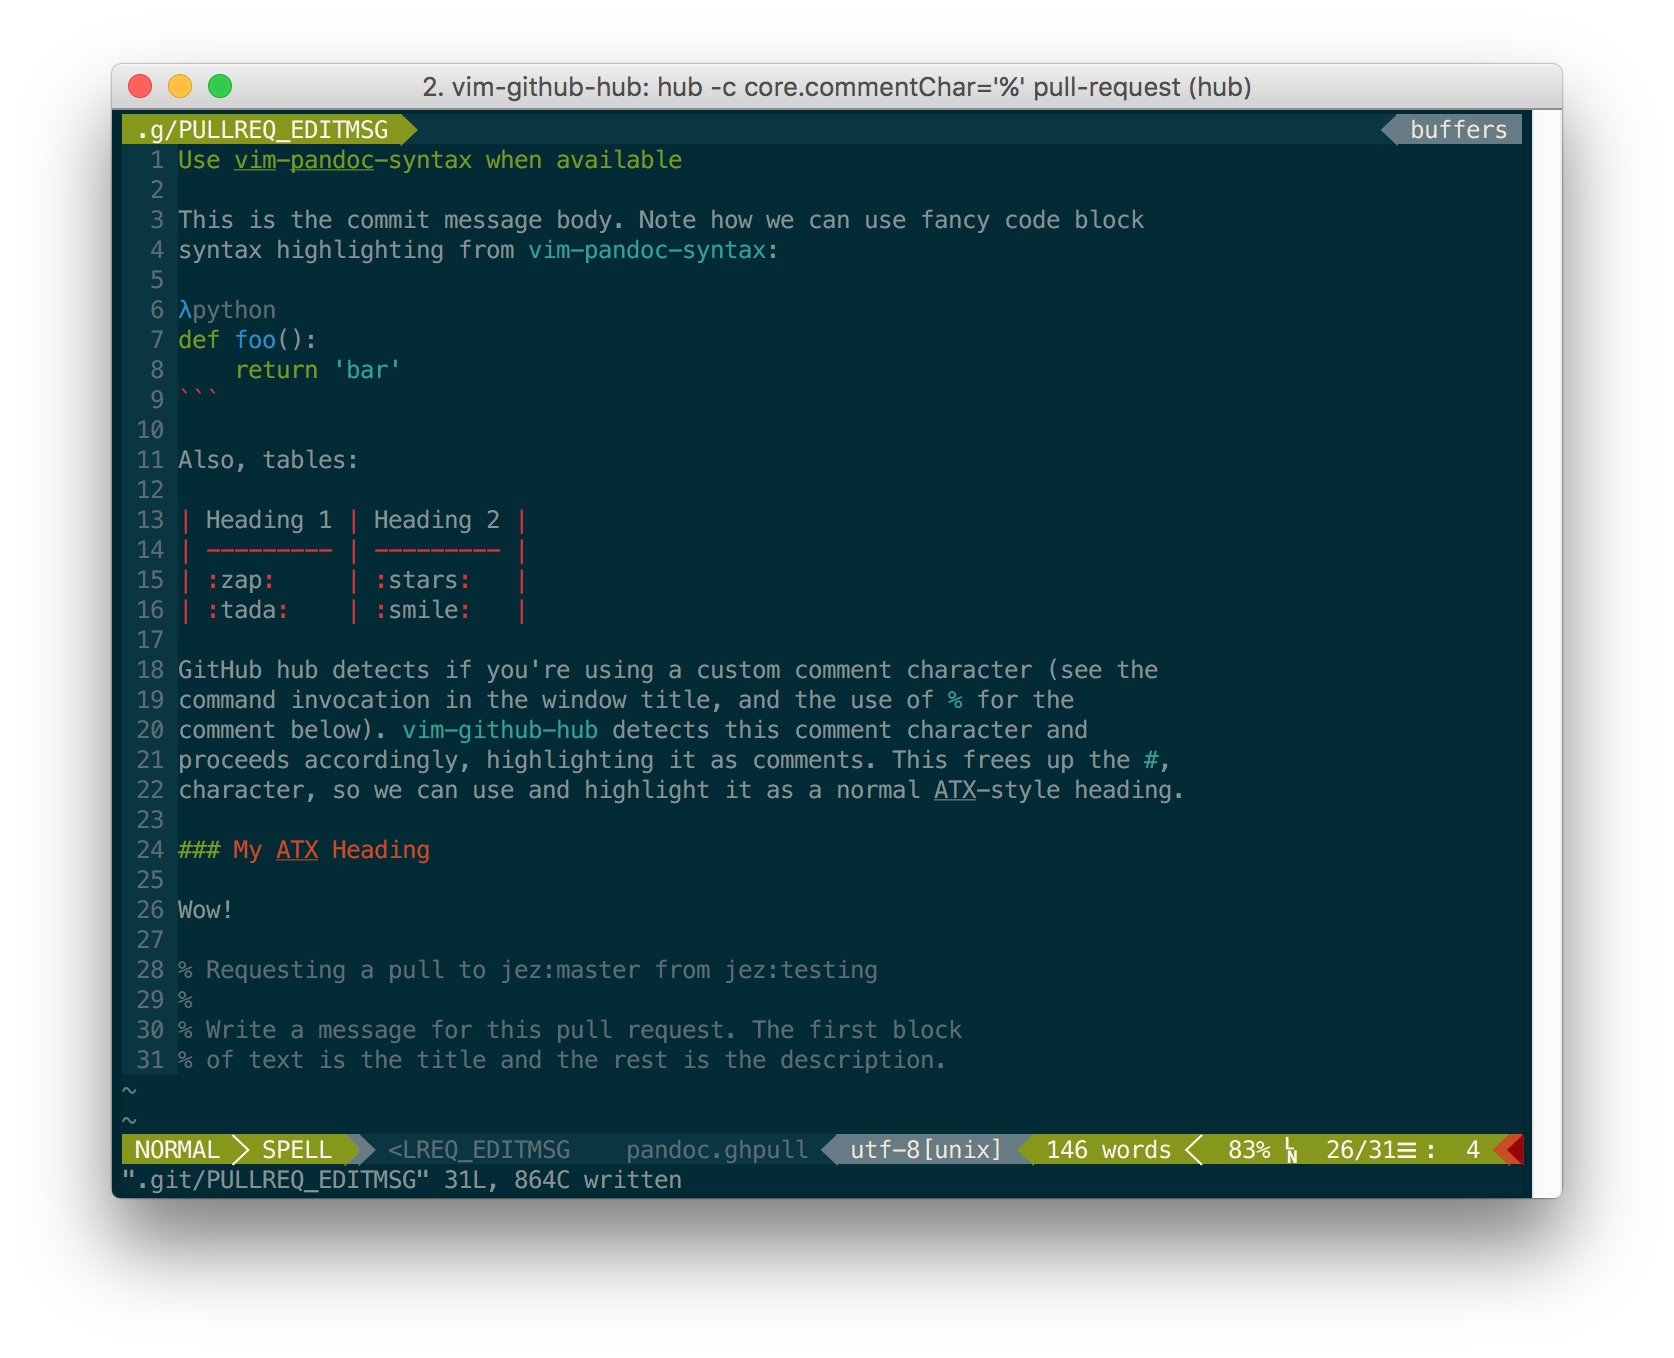 2. vim-github-hub: hub -c core.commentChar='%' pull-request (hub)
.g/PULLREQ_EDITMSG buffers
1 Use vim-pandoc-syntax when available
2
3 This is the commit message body. Note how we can use fancy code block
4 syntax highlighting from vim-pandoc-syntax:
5
6 λpython
7 def foo():
8     return 'bar'
9 ```
10
11 Also, tables:
12
13 | Heading 1 | Heading 2 |
14 | --------- | --------- |
15 | :zap:     | :stars:   |
16 | :tada:    | :smile:   |
17
18 GitHub hub detects if you're using a custom comment character (see the
19 command invocation in the window title, and the use of % for the
20 comment below). vim-github-hub detects this comment character and
21 proceeds accordingly, highlighting it as comments. This frees up the #,
22 character, so we can use and highlight it as a normal ATX-style heading.
23
24 ### My ATX Heading
25
26 Wow!
27
28 % Requesting a pull to jez:master from jez:testing
29 %
30 % Write a message for this pull request. The first block
31 % of text is the title and the rest is the description.
~
~
NORMAL SPELL <LREQ_EDITMSG pandoc.ghpull utf-8[unix] 146 words 83% LN 26/31≡ : 4
".git/PULLREQ_EDITMSG" 31L, 864C written